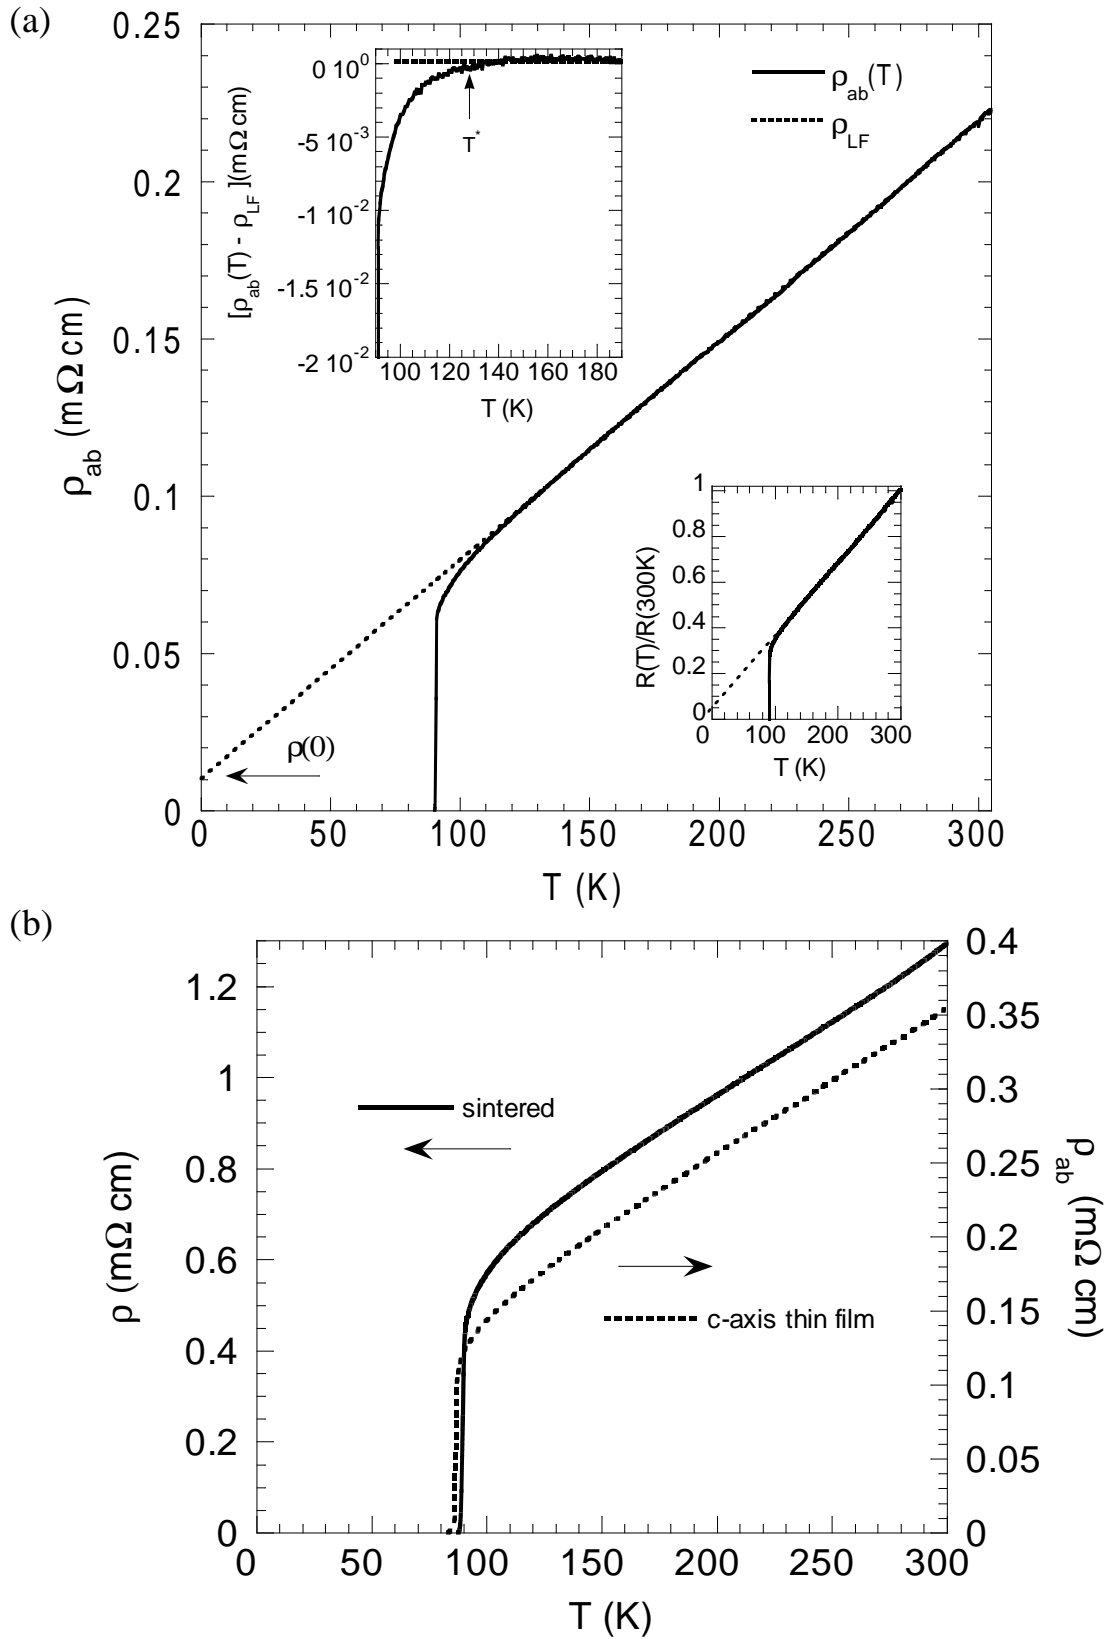 (a)
0.25
0.2
0.15
0.1
0.05
0
ρab (mΩcm)
0 10^0
-5 10^-3
-1 10^-2
-1.5 10^-2
-2 10^-2
[ρab(T) - ρLF ](mΩcm)
T*
100 120 140 160 180
T (K)
ρab(T)
ρLF
1
0.8
0.6
0.4
0.2
0
R(T)/R(300K)
0 100 200 300
T (K)
ρ(0)
0 50 100 150 200 250 300
T (K)
(b)
1.2
1
0.8
0.6
0.4
0.2
0
ρ (mΩ cm)
sintered
c-axis thin film
0.4
0.35
0.3
0.25
0.2
0.15
0.1
0.05
0
ρab (mΩ cm)
0 50 100 150 200 250 300
T (K)